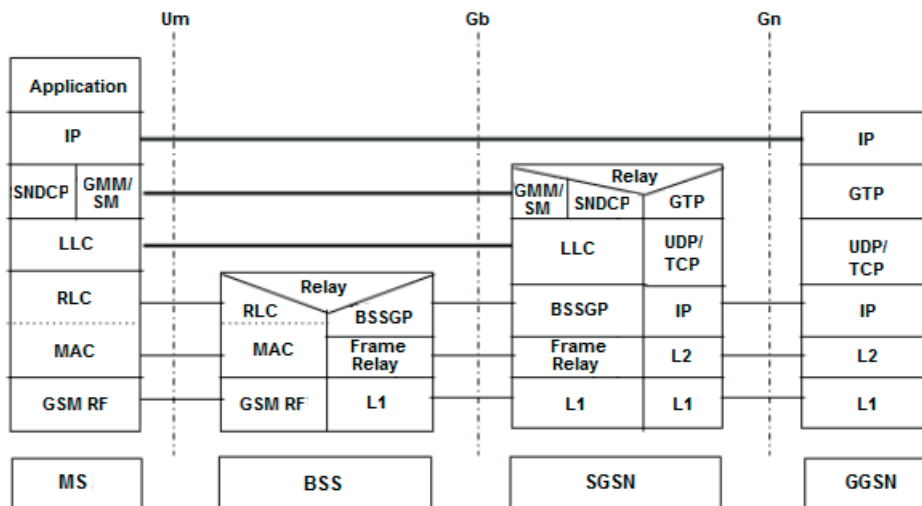 Um Gb Gn
Application
IP IP
SNDCP GMM/ SM GMM/ SM SNDCP Relay GTP GTP
LLC LLC UDP/ TCP UDP/ TCP
Relay
RLC RLC BSSGP BSSGP IP IP
MAC MAC Frame Relay Frame Relay L2 L2
GSM RF GSM RF L1 L1 L1 L1
MS BSS SGSN GGSN